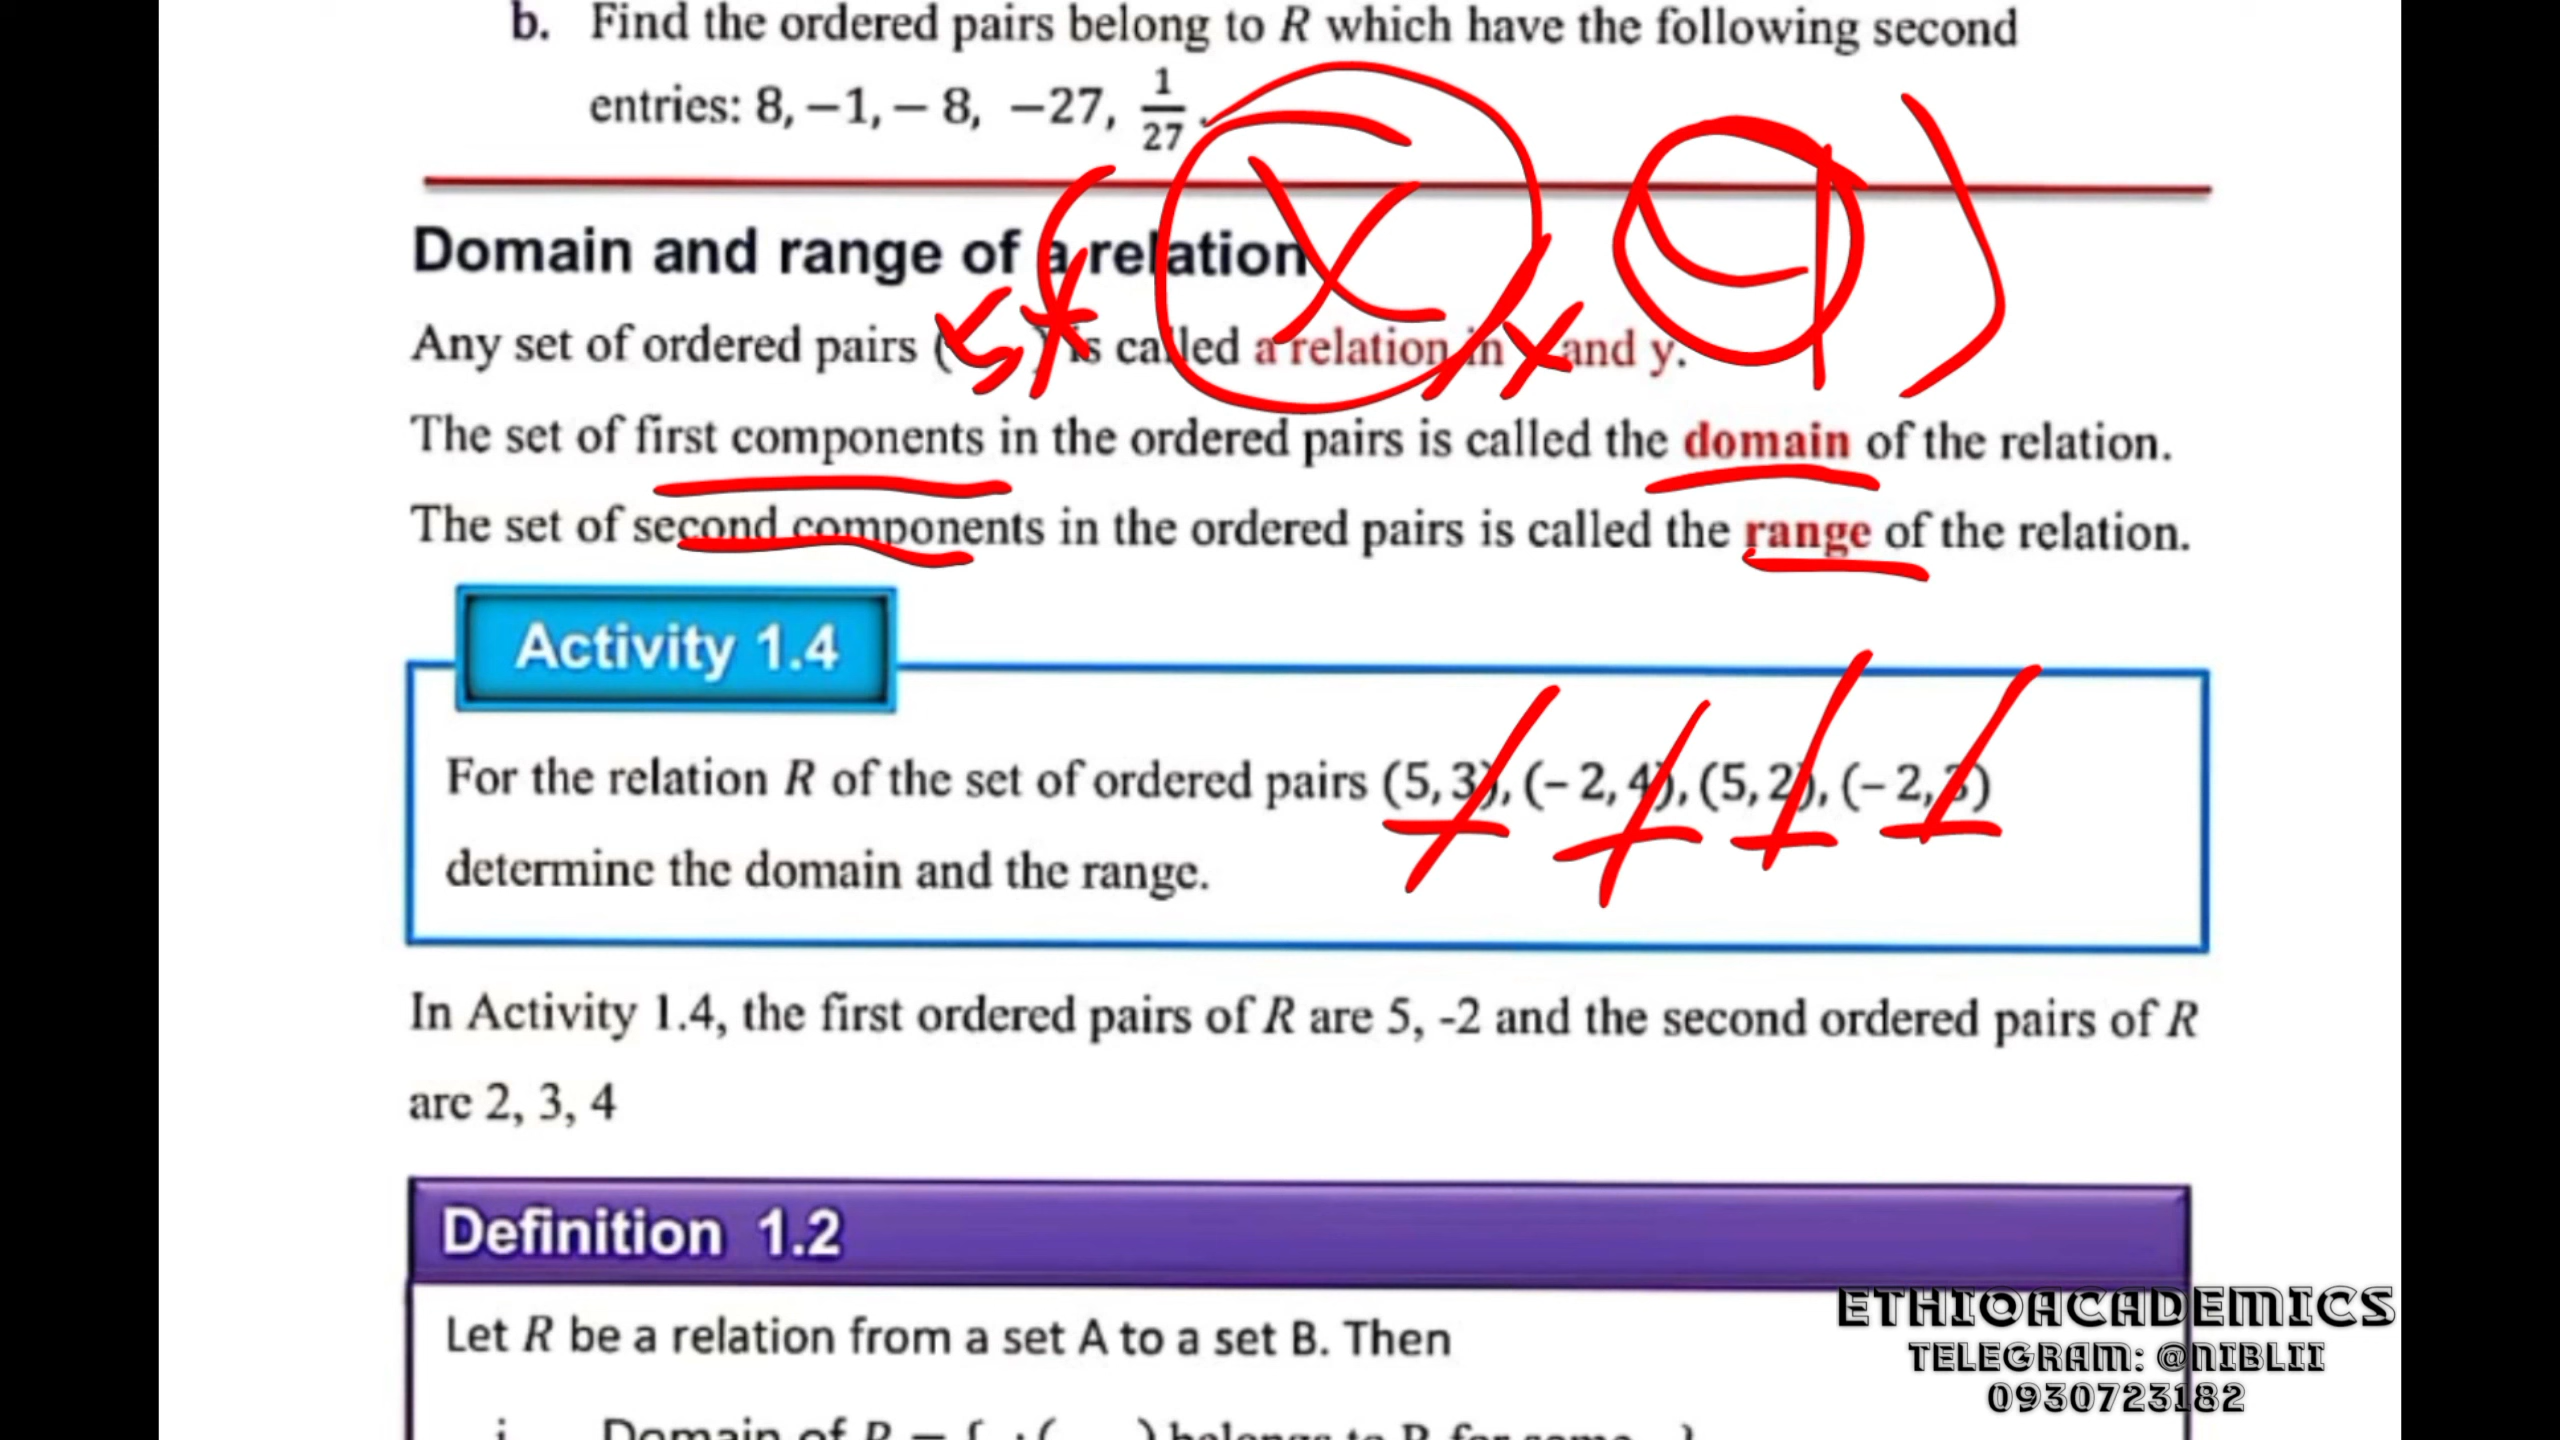 b. Find the ordered pairs belong to R which have the following second
entries: 8, −1, − 8, −27, 1/27.
Domain and range of a relation
Any set of ordered pairs ( ) is called a relation in x and y.
The set of first components in the ordered pairs is called the domain of the relation.
The set of second components in the ordered pairs is called the range of the relation.
Activity 1.4
For the relation R of the set of ordered pairs (5, 3), (− 2, 4), (5, 2), (− 2, 3)
determine the domain and the range.
In Activity 1.4, the first ordered pairs of R are 5, -2 and the second ordered pairs of R
are 2, 3, 4
Definition 1.2
Let R be a relation from a set A to a set B. Then
ETHIOACADEMICS
TELEGRAM: @NIBLII
0930723182
i. Domain of R = { : ( ) belongs to R for some }